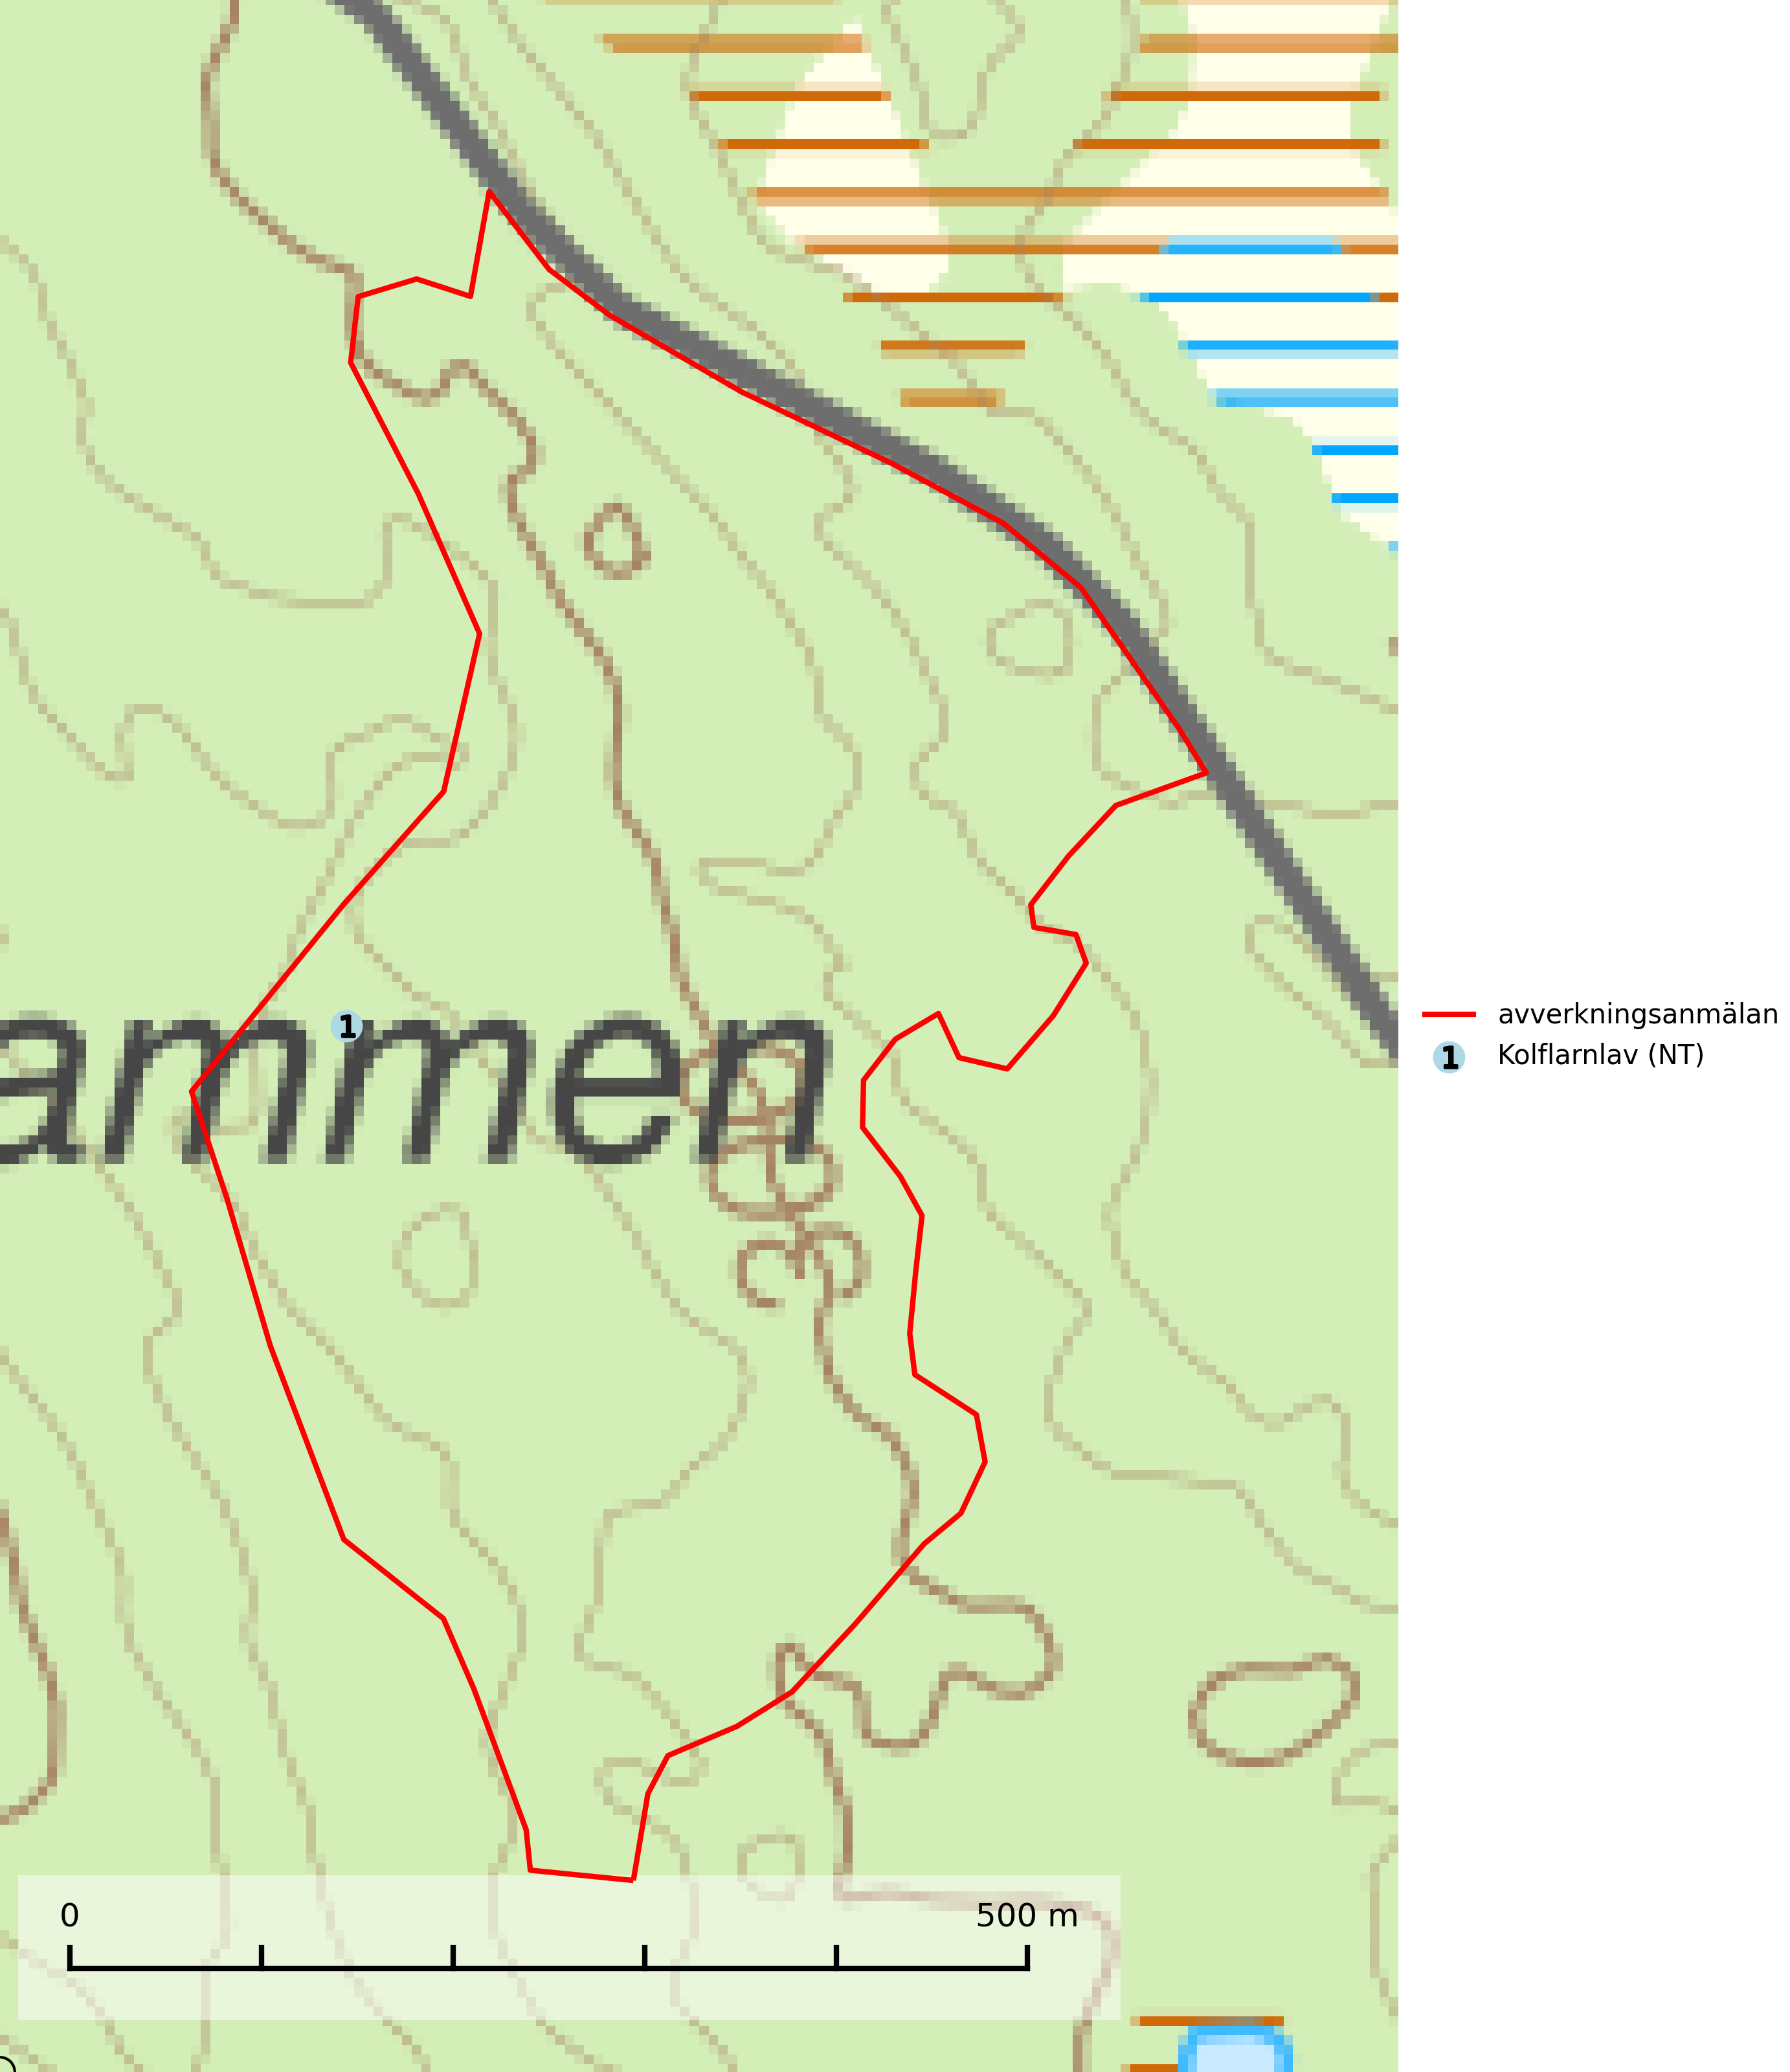 ammen
1
avverkningsanmälan
1 Kolflarnlav (NT)
0 500 m